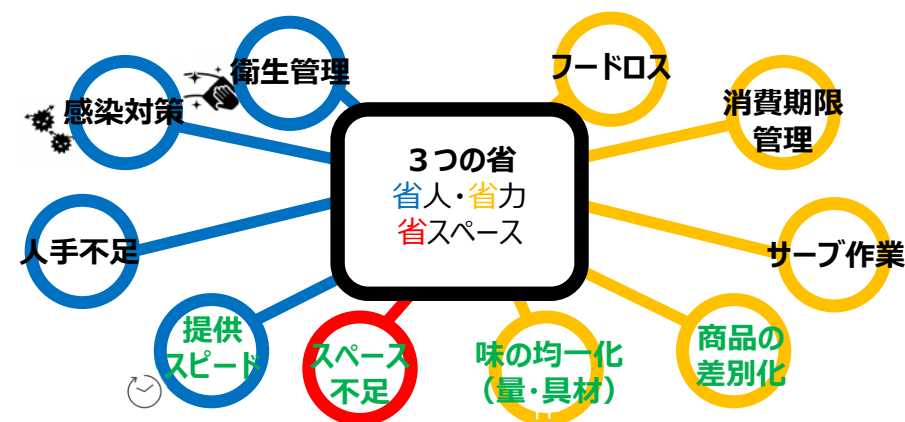 衛生管理
感染対策
人手不足
提供
スピード
３つの省
省人・省力
省スペース
スペース
不足
味の均一化
（量・具材）
商品の
差別化
サーブ作業
消費期限
管理
フードロス